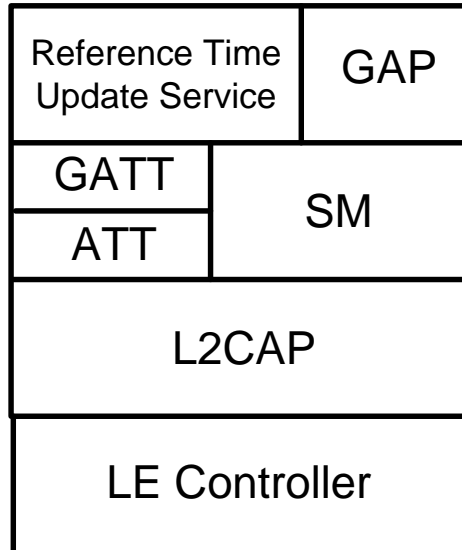 Reference Time
Update Service
GAP
GATT
SM
ATT
L2CAP
LE Controller